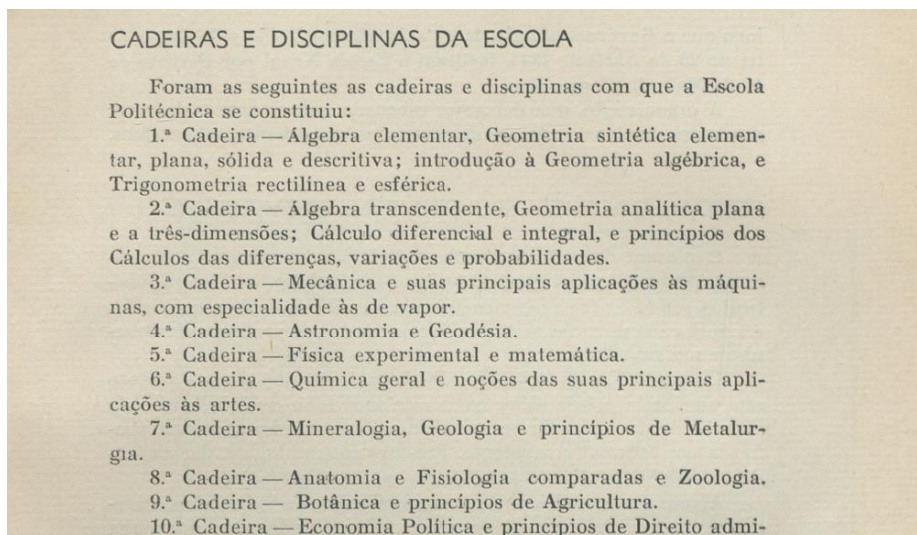 CADEIRAS E DISCIPLINAS DA ESCOLA
Foram as seguintes as cadeiras e disciplinas com que a Escola
Politécnica se constituiu:
1.ª Cadeira — Álgebra elementar, Geometria sintética elemen-
tar, plana, sólida e descritiva; introdução à Geometria algébrica, e
Trigonometria rectilínea e esférica.
2.ª Cadeira — Álgebra transcendente, Geometria analítica plana
e a três-dimensões; Cálculo diferencial e integral, e princípios dos
Cálculos das diferenças, variações e probabilidades.
3.ª Cadeira — Mecânica e suas principais aplicações às máqui-
nas, com especialidade às de vapor.
4.ª Cadeira — Astronomia e Geodésia.
5.ª Cadeira — Física experimental e matemática.
6.ª Cadeira — Química geral e noções das suas principais apli-
cações às artes.
7.ª Cadeira — Mineralogia, Geologia e princípios de Metalur-
gia.
8.ª Cadeira — Anatomia e Fisiologia comparadas e Zoologia.
9.ª Cadeira — Botânica e princípios de Agricultura.
10.ª Cadeira — Economia Política e princípios de Direito admi-